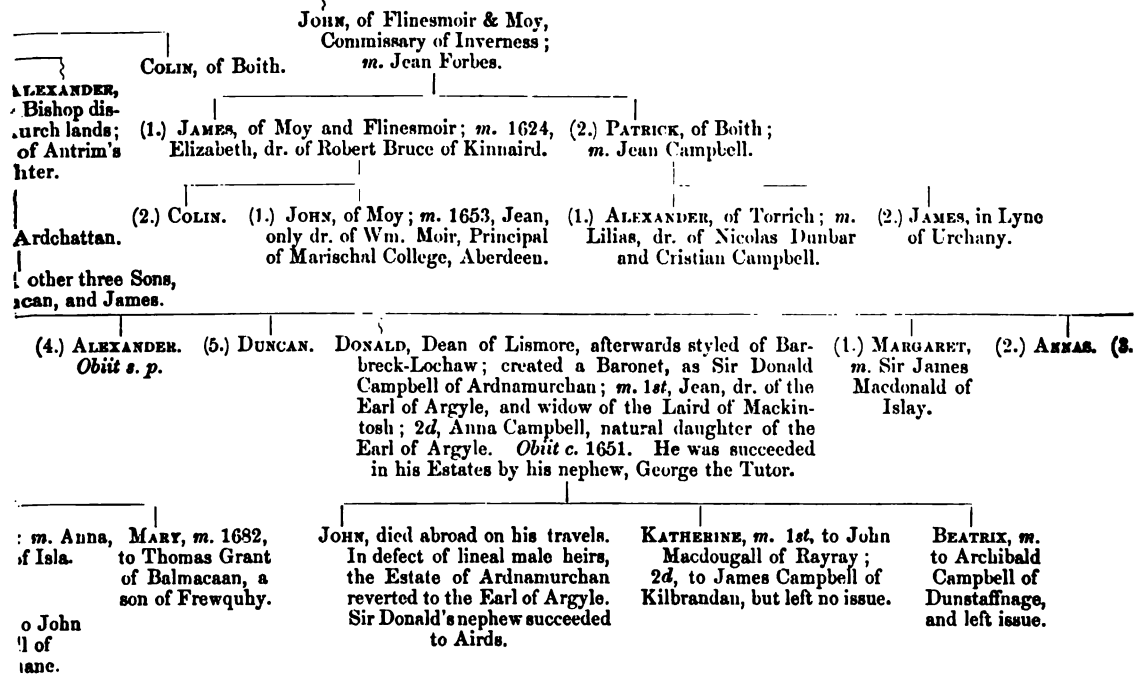 JOHN, of Flinesmoir & Moy,
Commissary of Inverness;
m. Jean Forbes.
COLIN, of Boith.
ALEXANDER,
Bishop dis-
urch lands;
of Antrim's
hter.
(1.) JAMES, of Moy and Flinesmoir; m. 1624,
Elizabeth, dr. of Robert Bruce of Kinnaird.
(2.) PATRICK, of Boith;
m. Jean Campbell.
(2.) COLIN.
(1.) JOHN, of Moy; m. 1653, Jean,
only dr. of Wm. Moir, Principal
of Marischal College, Aberdeen.
(1.) ALEXANDER, of Torrich; m.
Lilias, dr. of Nicolas Dunbar
and Cristian Campbell.
(2.) JAMES, in Lyne
of Urchany.
Ardchattan.
other three Sons,
ncan, and James.
(4.) ALEXANDER.
Obiit s. p.
(5.) DUNCAN.
DONALD, Dean of Lismore, afterwards styled of Bar-
breck-Lochaw; created a Baronet, as Sir Donald
Campbell of Ardnamurchan; m. 1st, Jean, dr. of the
Earl of Argyle, and widow of the Laird of Mackin-
tosh; 2d, Anna Campbell, natural daughter of the
Earl of Argyle. Obiit c. 1651. He was succeeded
in his Estates by his nephew, George the Tutor.
(1.) MARGARET,
m. Sir James
Macdonald of
Islay.
(2.) ANNAS. (3.
: m. Anna,
of Isla.
MARY, m. 1682,
to Thomas Grant
of Balmacaan, a
son of Frewquhy.
JOHN, died abroad on his travels.
In defect of lineal male heirs,
the Estate of Ardnamurchan
reverted to the Earl of Argyle.
Sir Donald's nephew succeeded
to Airds.
KATHERINE, m. 1st, to John
Macdougall of Rayray;
2d, to James Campbell of
Kilbrandan, but left no issue.
BEATRIX, m.
to Archibald
Campbell of
Dunstaffnage,
and left issue.
o John
ll of
ane.